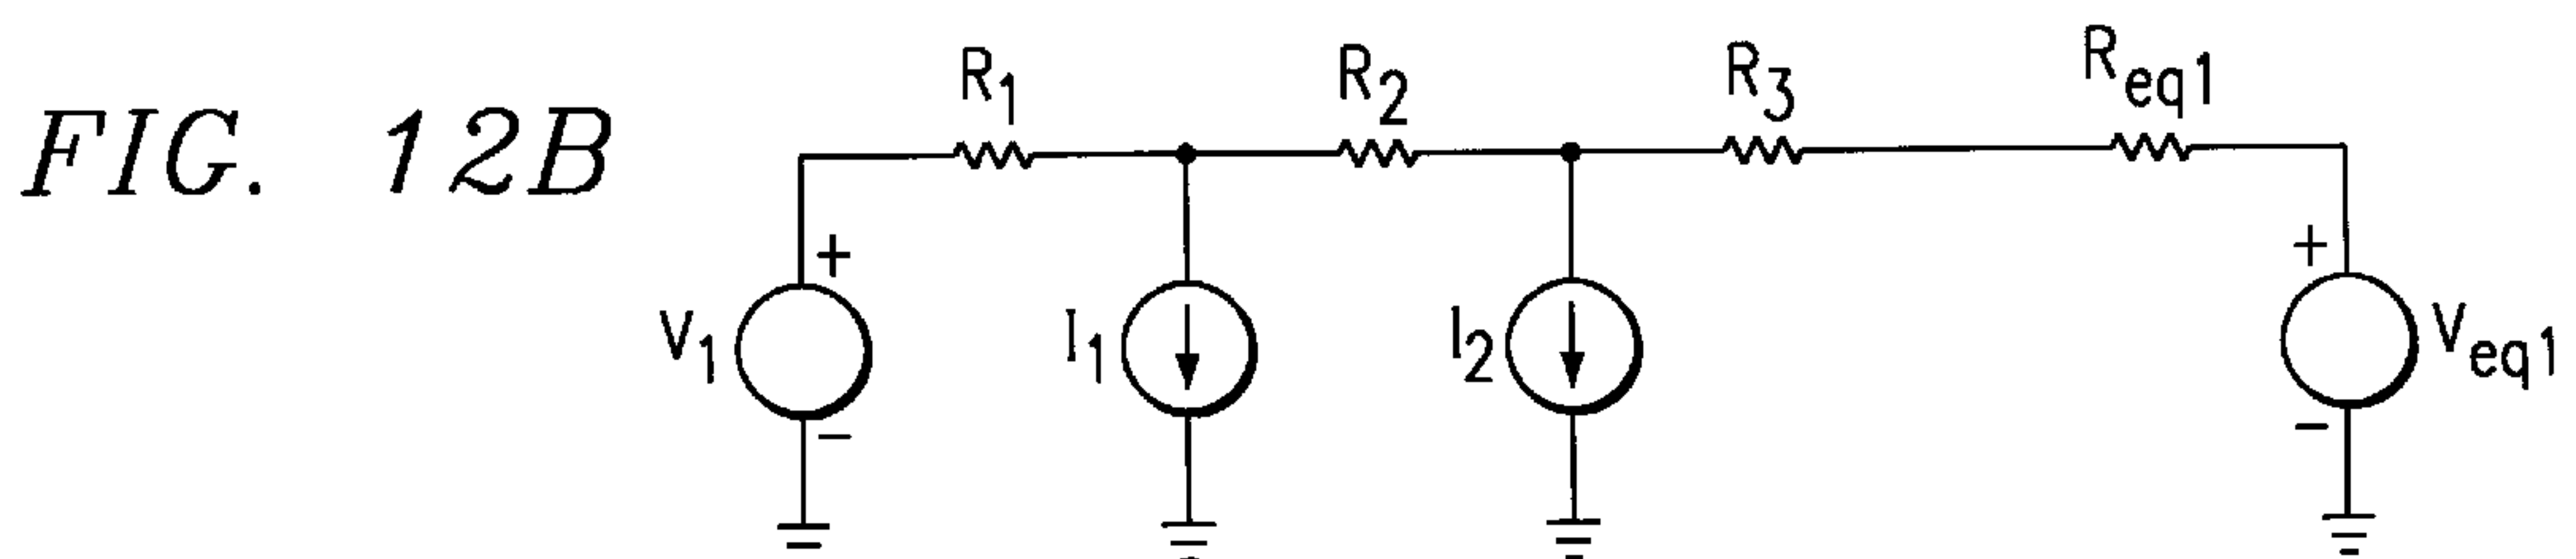 FIG. 12B
R1
R2
R3
Req1
+
+
V1
I1
I2
Veq1
−
−